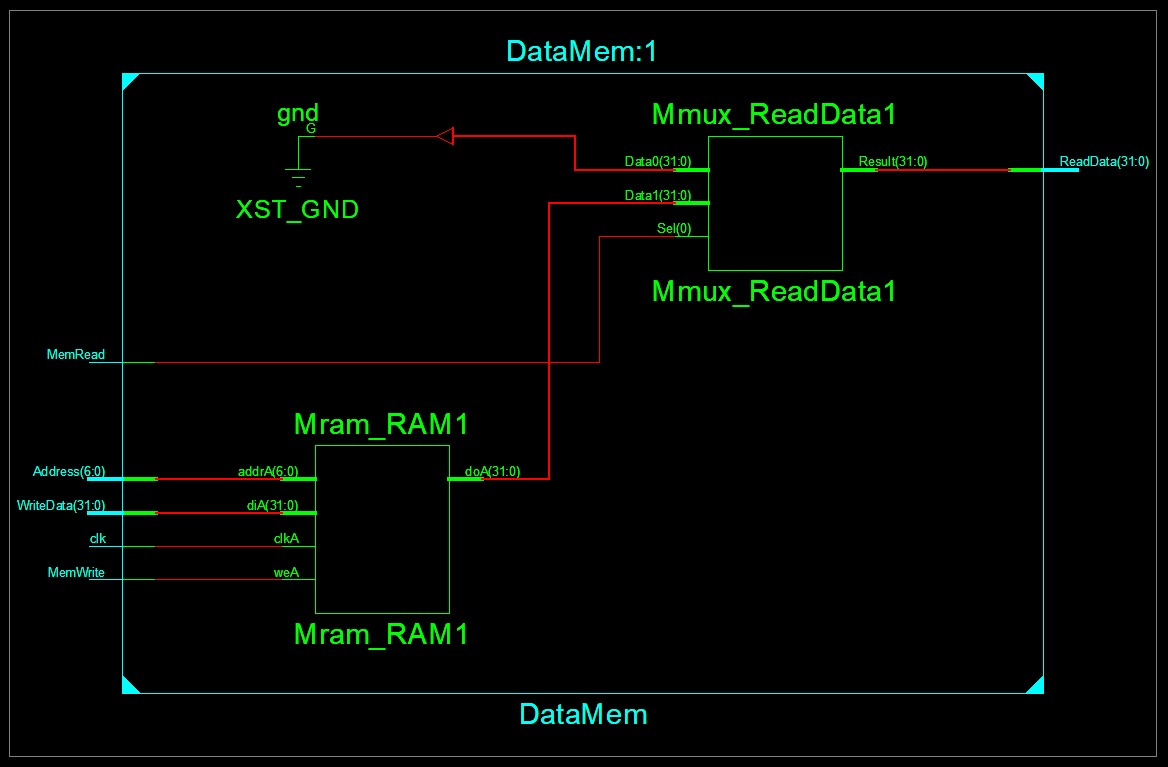 DataMem:1
gnd
G
XST_GND
Mmux_ReadData1
Data0(31:0)
Result(31:0)
ReadData(31:0)
Data1(31:0)
Sel(0)
Mmux_ReadData1
MemRead
Mram_RAM1
Address(6:0)
addrA(6:0)
doA(31:0)
WriteData(31:0)
diA(31:0)
clk
clkA
MemWrite
weA
Mram_RAM1
DataMem